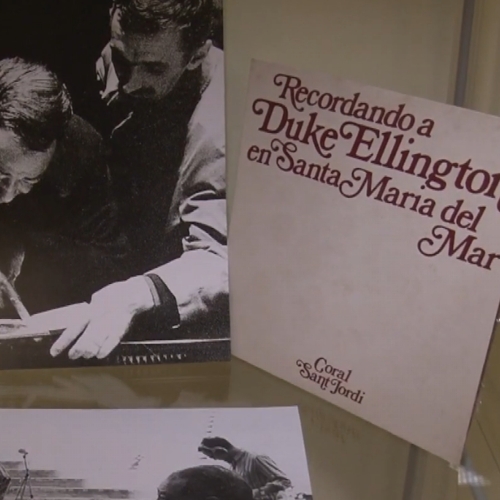 Recordando a
Duke Ellington
en Santa Maria del
Mar
Coral
Sant Jordi